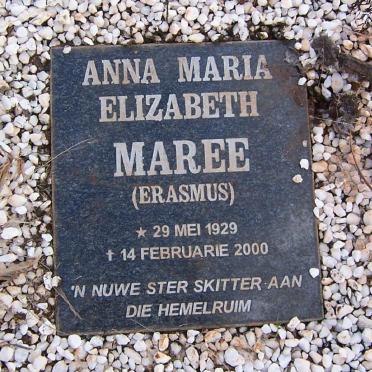 ANNA MARIA
ELIZABETH
MAREE
(ERASMUS)
★ 29 MEI 1929
✝ 14 FEBRUARIE 2000
'N NUWE STER SKITTER AAN
DIE HEMELRUIM